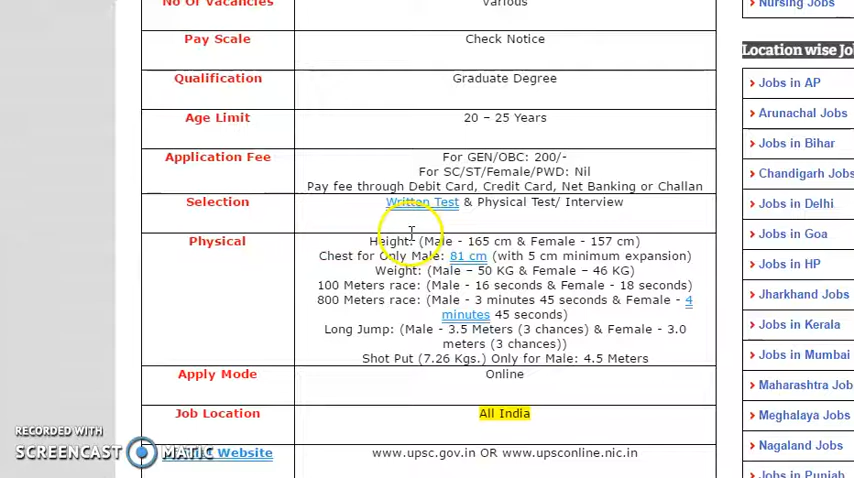 No Of Vacancies
Various
Pay Scale
Check Notice
Qualification
Graduate Degree
Age Limit
20 – 25 Years
Application Fee
For GEN/OBC: 200/-
For SC/ST/Female/PWD: Nil
Pay fee through Debit Card, Credit Card, Net Banking or Challan
Selection
Written Test & Physical Test/ Interview
Physical
Height: (Male - 165 cm & Female - 157 cm)
Chest for Only Male: 81 cm (with 5 cm minimum expansion)
Weight: (Male – 50 KG & Female – 46 KG)
100 Meters race: (Male - 16 seconds & Female - 18 seconds)
800 Meters race: (Male - 3 minutes 45 seconds & Female - 4
minutes 45 seconds)
Long Jump: (Male - 3.5 Meters (3 chances) & Female - 3.0
meters (3 chances))
Shot Put (7.26 Kgs.) Only for Male: 4.5 Meters
Apply Mode
Online
Job Location
All India
Website
www.upsc.gov.in OR www.upsconline.nic.in
Nursing Jobs
Location wise Jo
Jobs in AP
Arunachal Jobs
Jobs in Bihar
Chandigarh Jobs
Jobs in Delhi
Jobs in Goa
Jobs in HP
Jharkhand Jobs
Jobs in Kerala
Jobs in Mumbai
Maharashtra Job
Meghalaya Jobs
Nagaland Jobs
Jobs in Punjab
RECORDED WITH
SCREENCAST MATIC